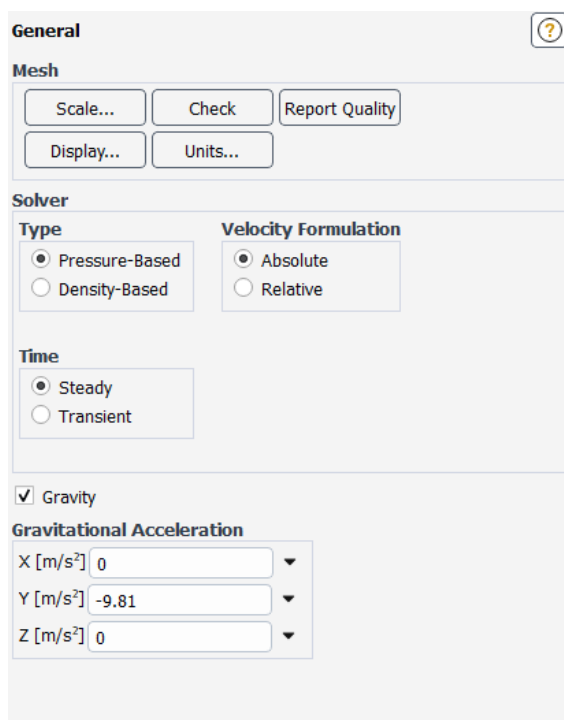 General
?
Mesh
Scale... Check Report Quality
Display... Units...
Solver
Type Velocity Formulation
Pressure-Based Absolute
Density-Based Relative
Time
Steady
Transient
Gravity
Gravitational Acceleration
X [m/s²] 0
Y [m/s²] -9.81
Z [m/s²] 0